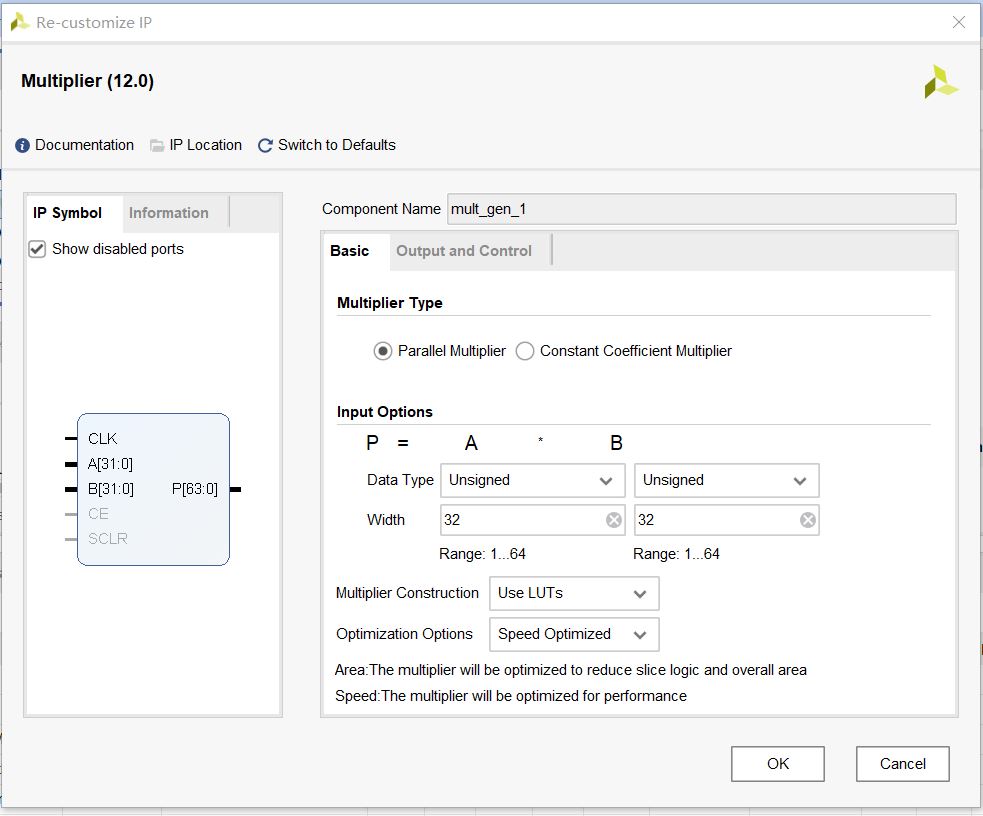 Re-customize IP
Multiplier (12.0)
Documentation IP Location Switch to Defaults
IP Symbol Information
Show disabled ports
CLK
A[31:0]
B[31:0] P[63:0]
CE
SCLR
Component Name mult_gen_1
Basic Output and Control
Multiplier Type
Parallel Multiplier Constant Coefficient Multiplier
Input Options
P = A * B
Data Type Unsigned Unsigned
Width 32 32
Range: 1...64 Range: 1...64
Multiplier Construction Use LUTs
Optimization Options Speed Optimized
Area:The multiplier will be optimized to reduce slice logic and overall area
Speed:The multiplier will be optimized for performance
OK Cancel